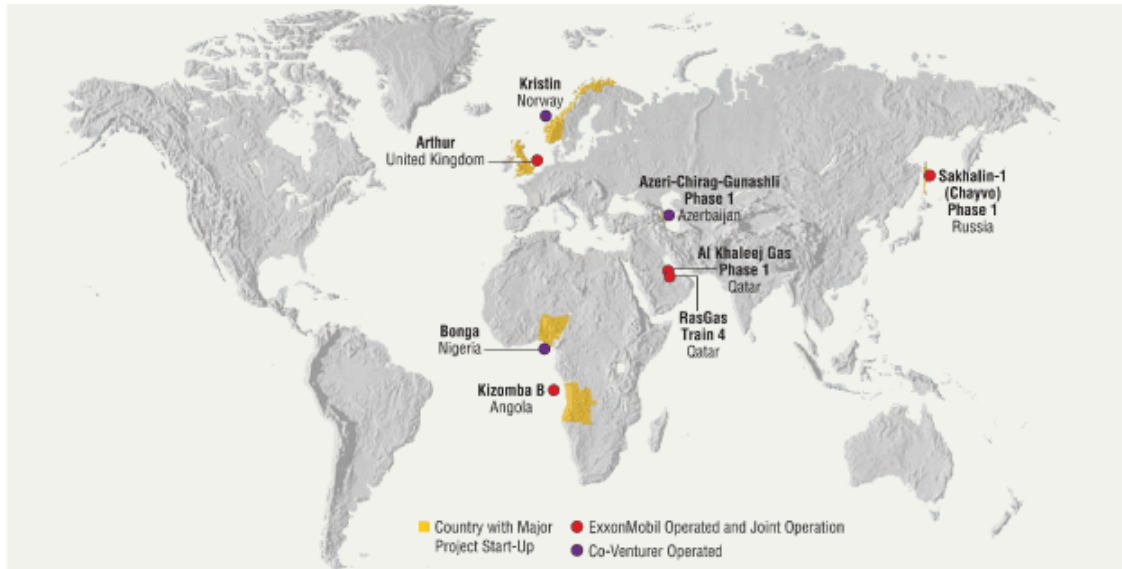 Kristin
Norway
Arthur
United Kingdom
Azeri-Chirag-Gunashli
Phase 1
Azerbaijan
Sakhalin-1
(Chayvo)
Phase 1
Russia
Al Khaleej Gas
Phase 1
Qatar
RasGas
Train 4
Qatar
Bonga
Nigeria
Kizomba B
Angola
Country with Major
Project Start-Up
ExxonMobil Operated and Joint Operation
Co-Venturer Operated